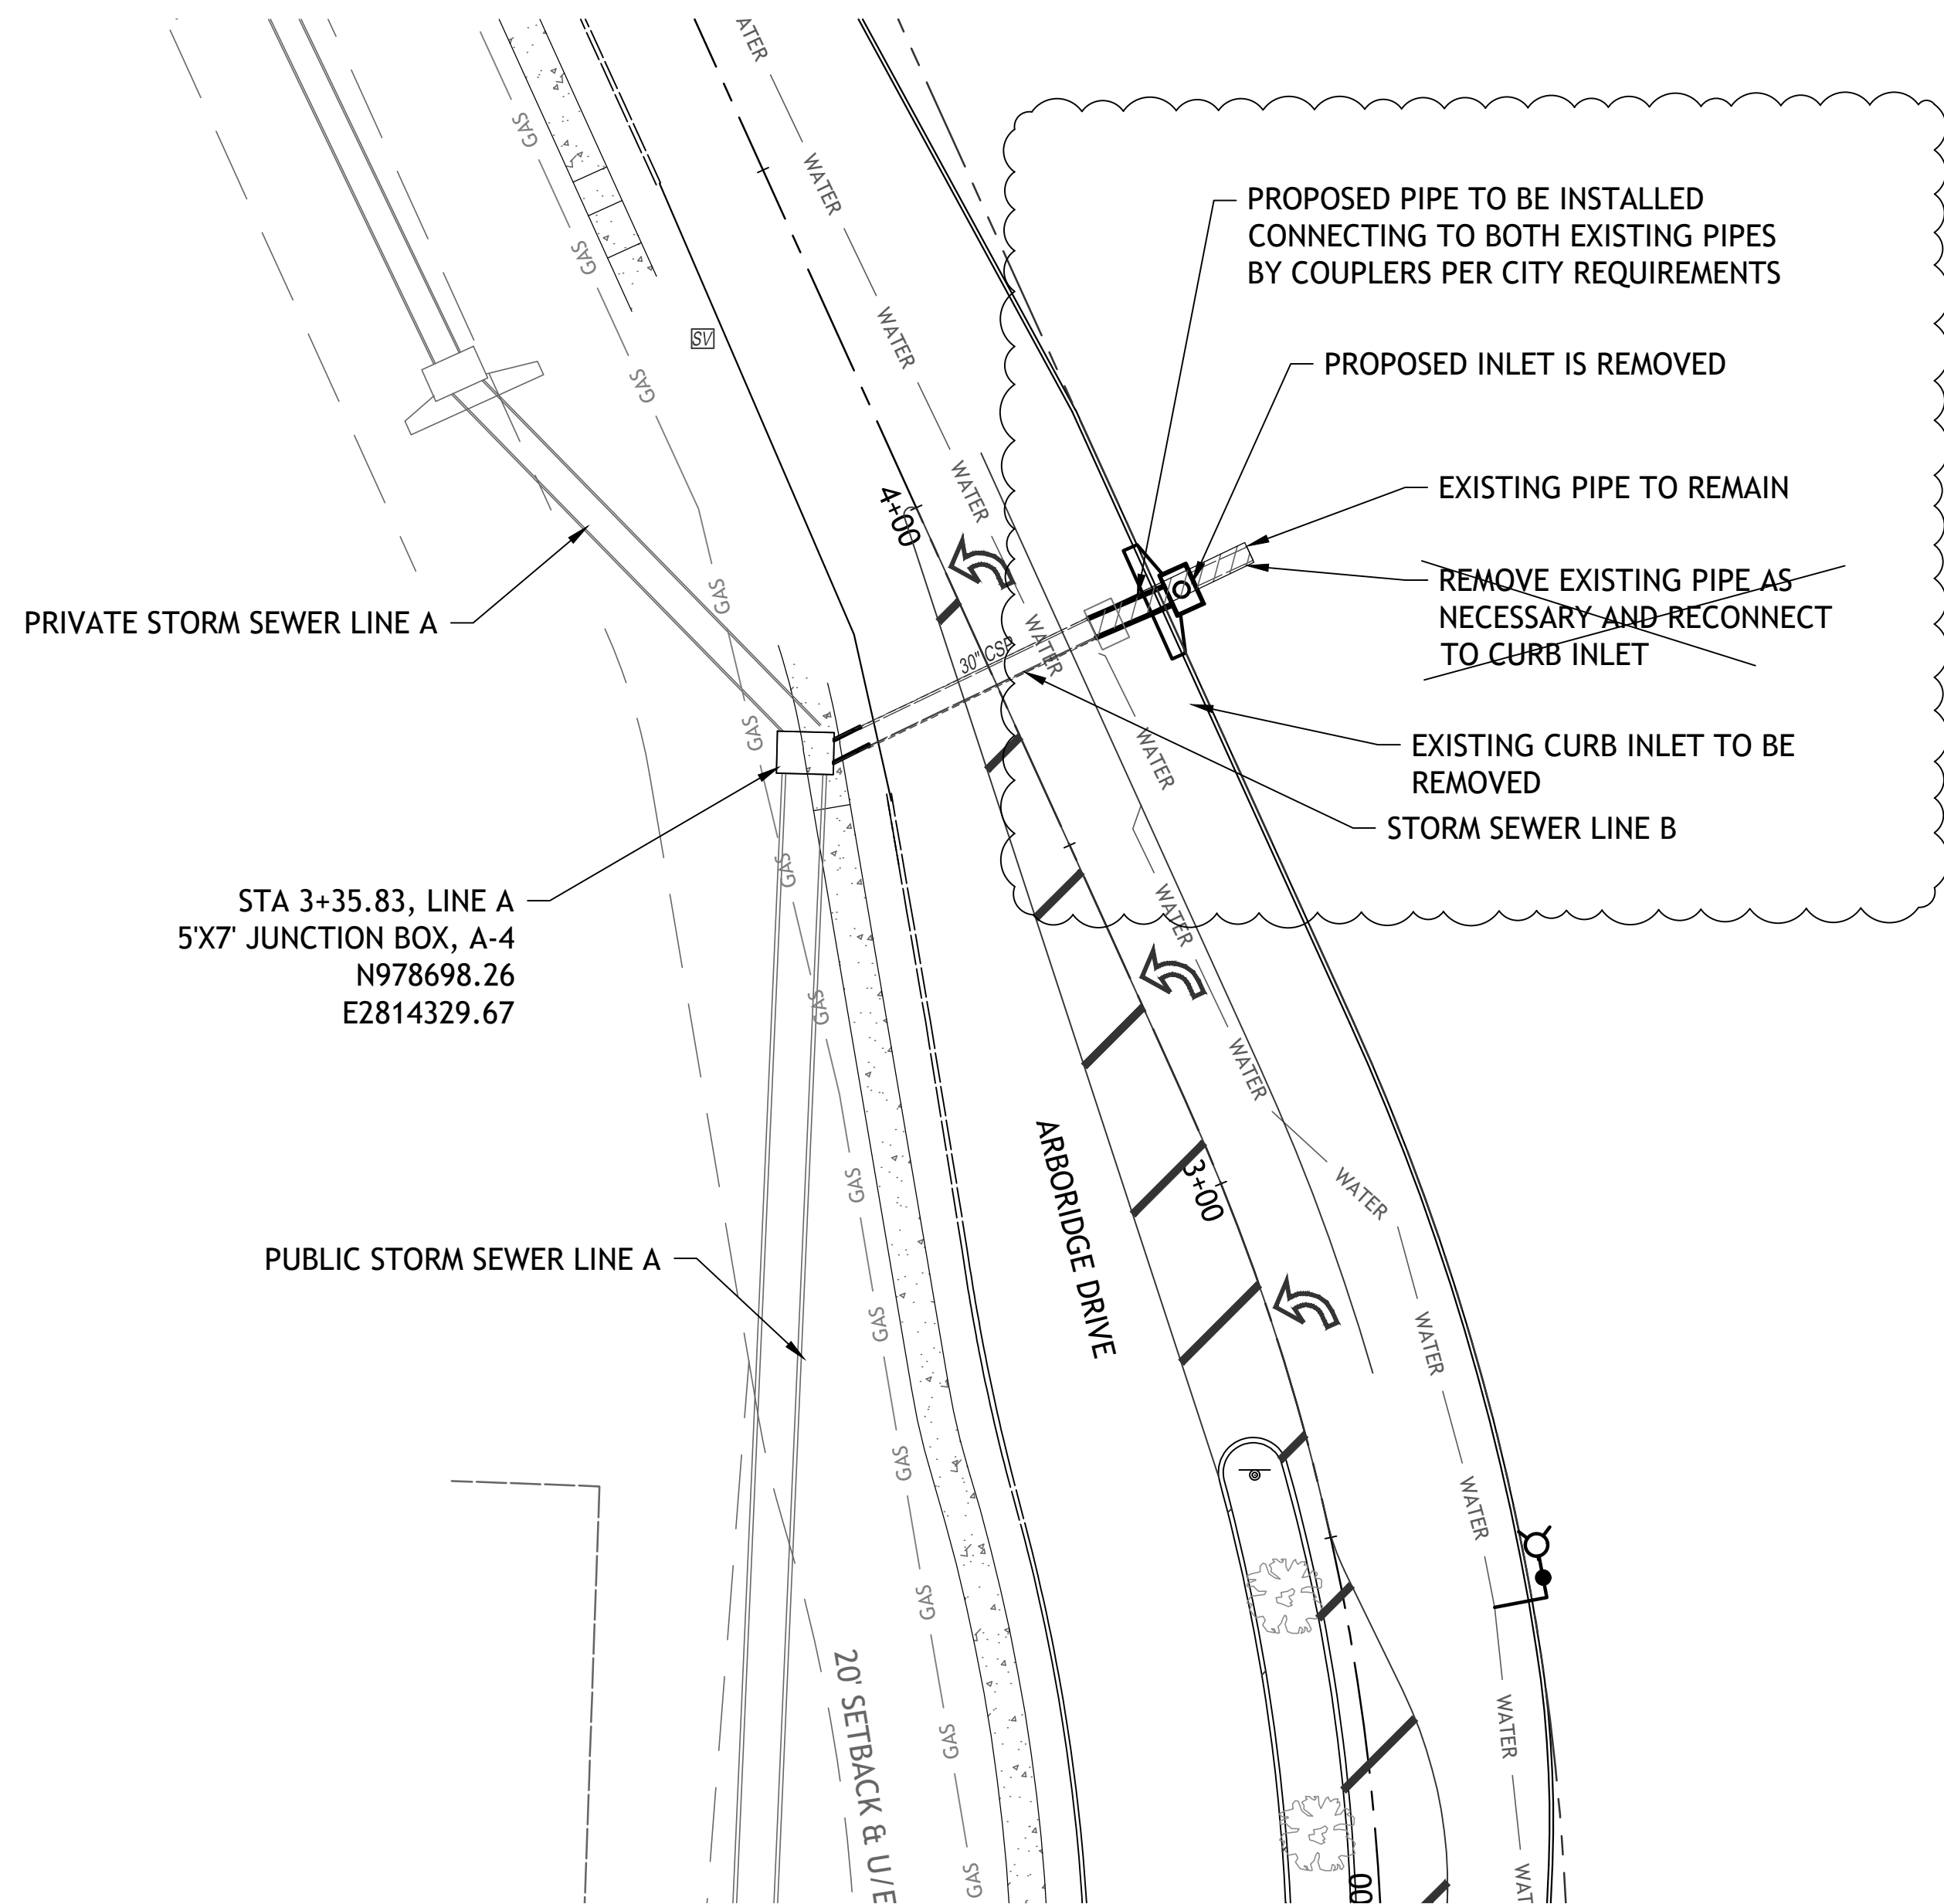 PROPOSED PIPE TO BE INSTALLED
CONNECTING TO BOTH EXISTING PIPES
BY COUPLERS PER CITY REQUIREMENTS
PROPOSED INLET IS REMOVED
EXISTING PIPE TO REMAIN
REMOVE EXISTING PIPE AS
NECESSARY AND RECONNECT
TO CURB INLET
EXISTING CURB INLET TO BE
REMOVED
STORM SEWER LINE B
PRIVATE STORM SEWER LINE A
STA 3+35.83, LINE A
5'X7' JUNCTION BOX, A-4
N978698.26
E2814329.67
PUBLIC STORM SEWER LINE A
ARBORIDGE DRIVE
20' SETBACK & U/E
30" CSP
4+00
3+00
00
SV
GAS
GAS
GAS
GAS
GAS
GAS
GAS
GAS
GAS
GAS
GAS
GAS
GAS
ATER
WATER
WATER
WATER
WATER
WATER
WATER
WATER
WATER
WATER
WATER
WATER
WAT